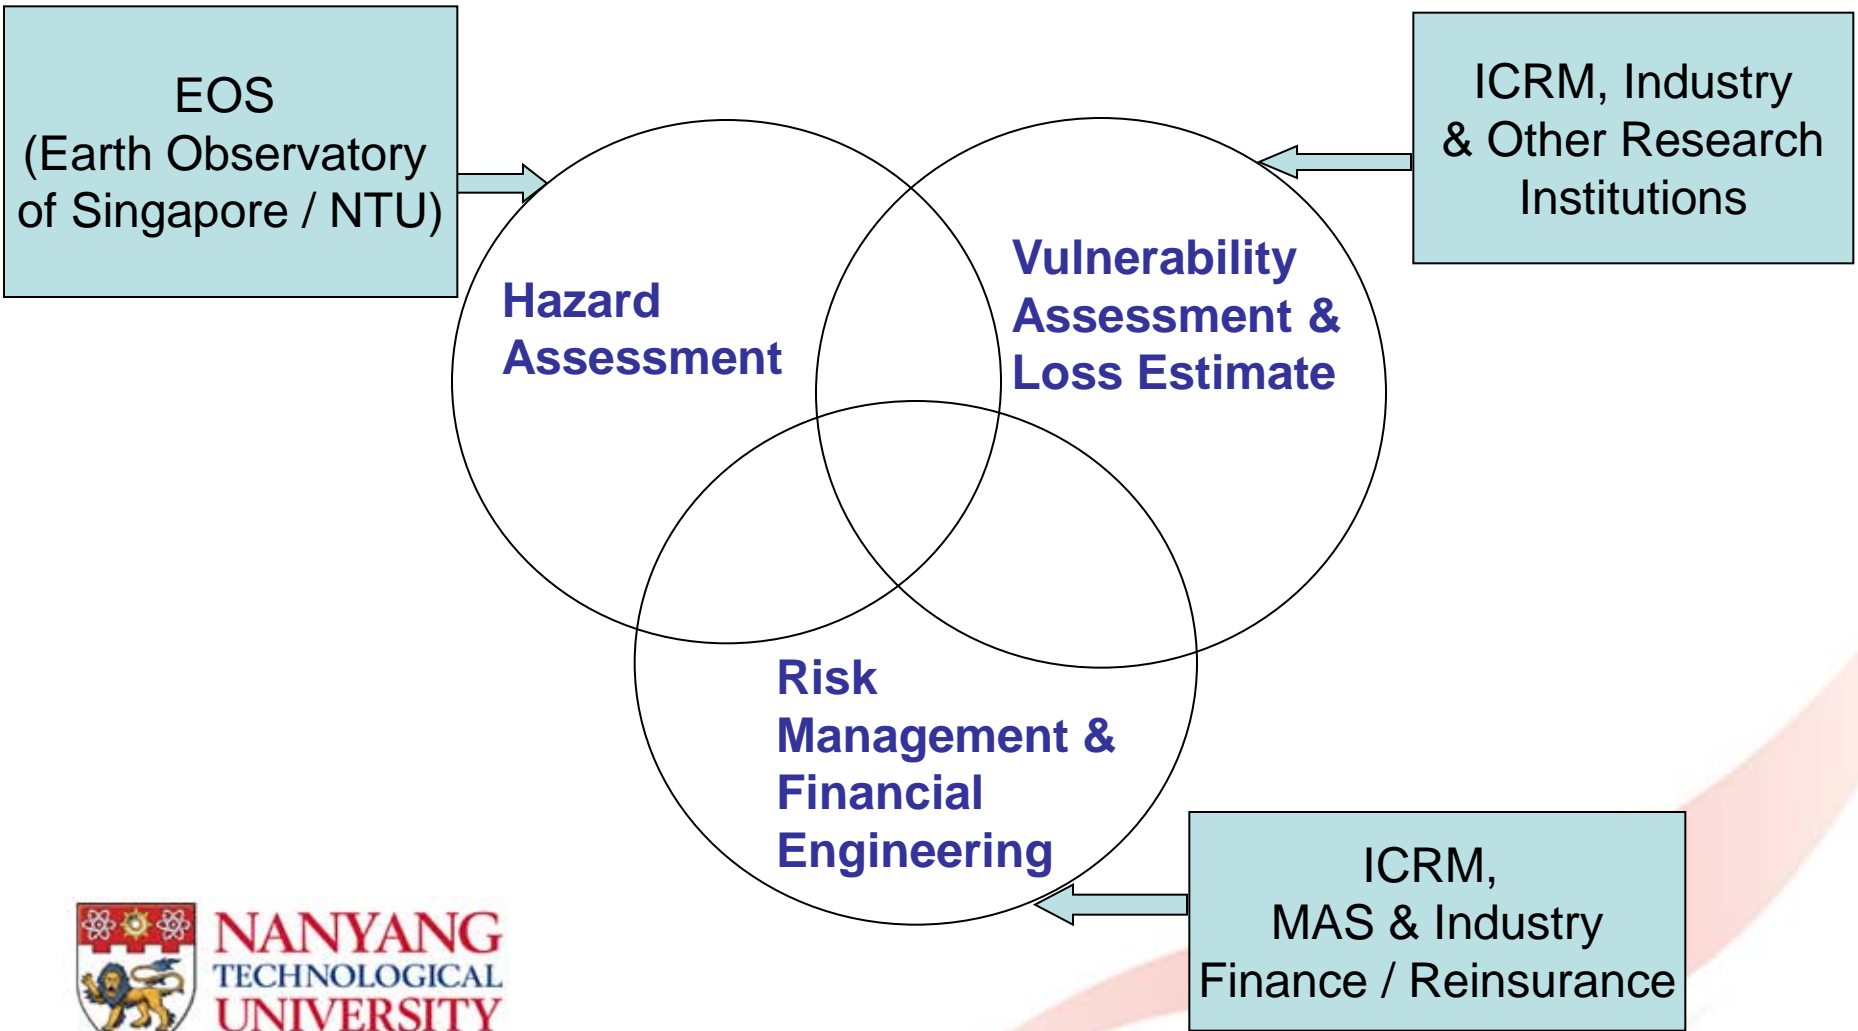 EOS
(Earth Observatory
of Singapore / NTU)
ICRM, Industry
& Other Research
Institutions
Hazard
Assessment
Vulnerability
Assessment &
Loss Estimate
Risk
Management &
Financial
Engineering
ICRM,
MAS & Industry
Finance / Reinsurance
NANYANG
TECHNOLOGICAL
UNIVERSITY